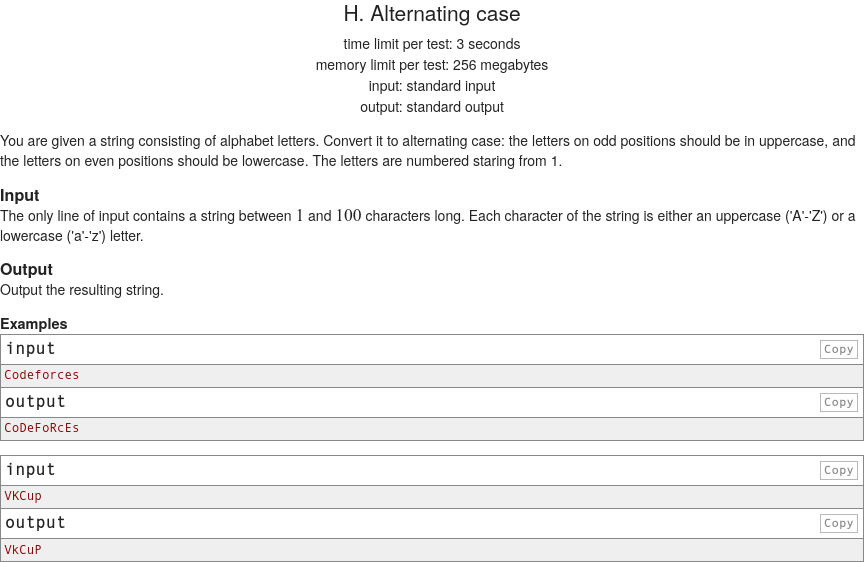 H. Alternating case
time limit per test: 3 seconds
memory limit per test: 256 megabytes
input: standard input
output: standard output
You are given a string consisting of alphabet letters. Convert it to alternating case: the letters on odd positions should be in uppercase, and
the letters on even positions should be lowercase. The letters are numbered staring from 1.
Input
The only line of input contains a string between 1 and 100 characters long. Each character of the string is either an uppercase ('A'-'Z') or a
lowercase ('a'-'z') letter.
Output
Output the resulting string.
Examples
input Copy
Codeforces
output Copy
CoDeFoRcEs
input Copy
VKCup
output Copy
VkCuP